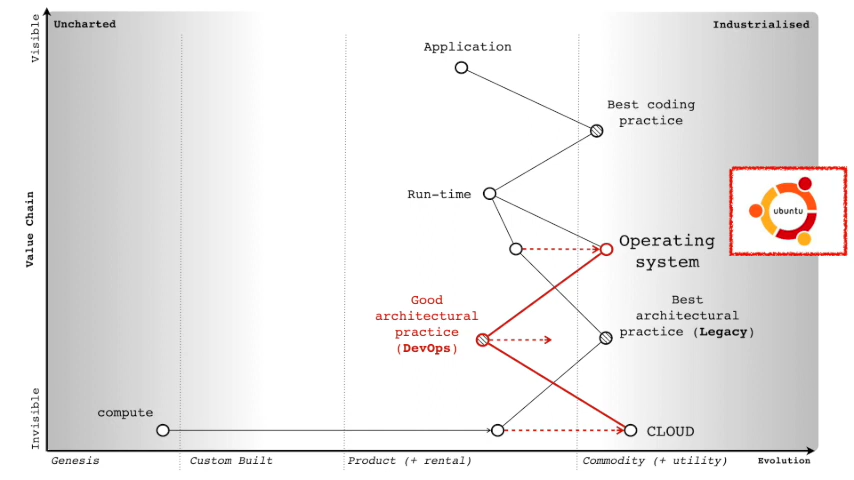 Uncharted
Industrialised
Visible
Value Chain
Invisible
Application
Best coding
practice
Run-time
ubuntu
Operating
system
Good
architectural
practice
(DevOps)
Best
architectural
practice (Legacy)
compute
CLOUD
Genesis
Custom Built
Product (+ rental)
Commodity (+ utility)
Evolution